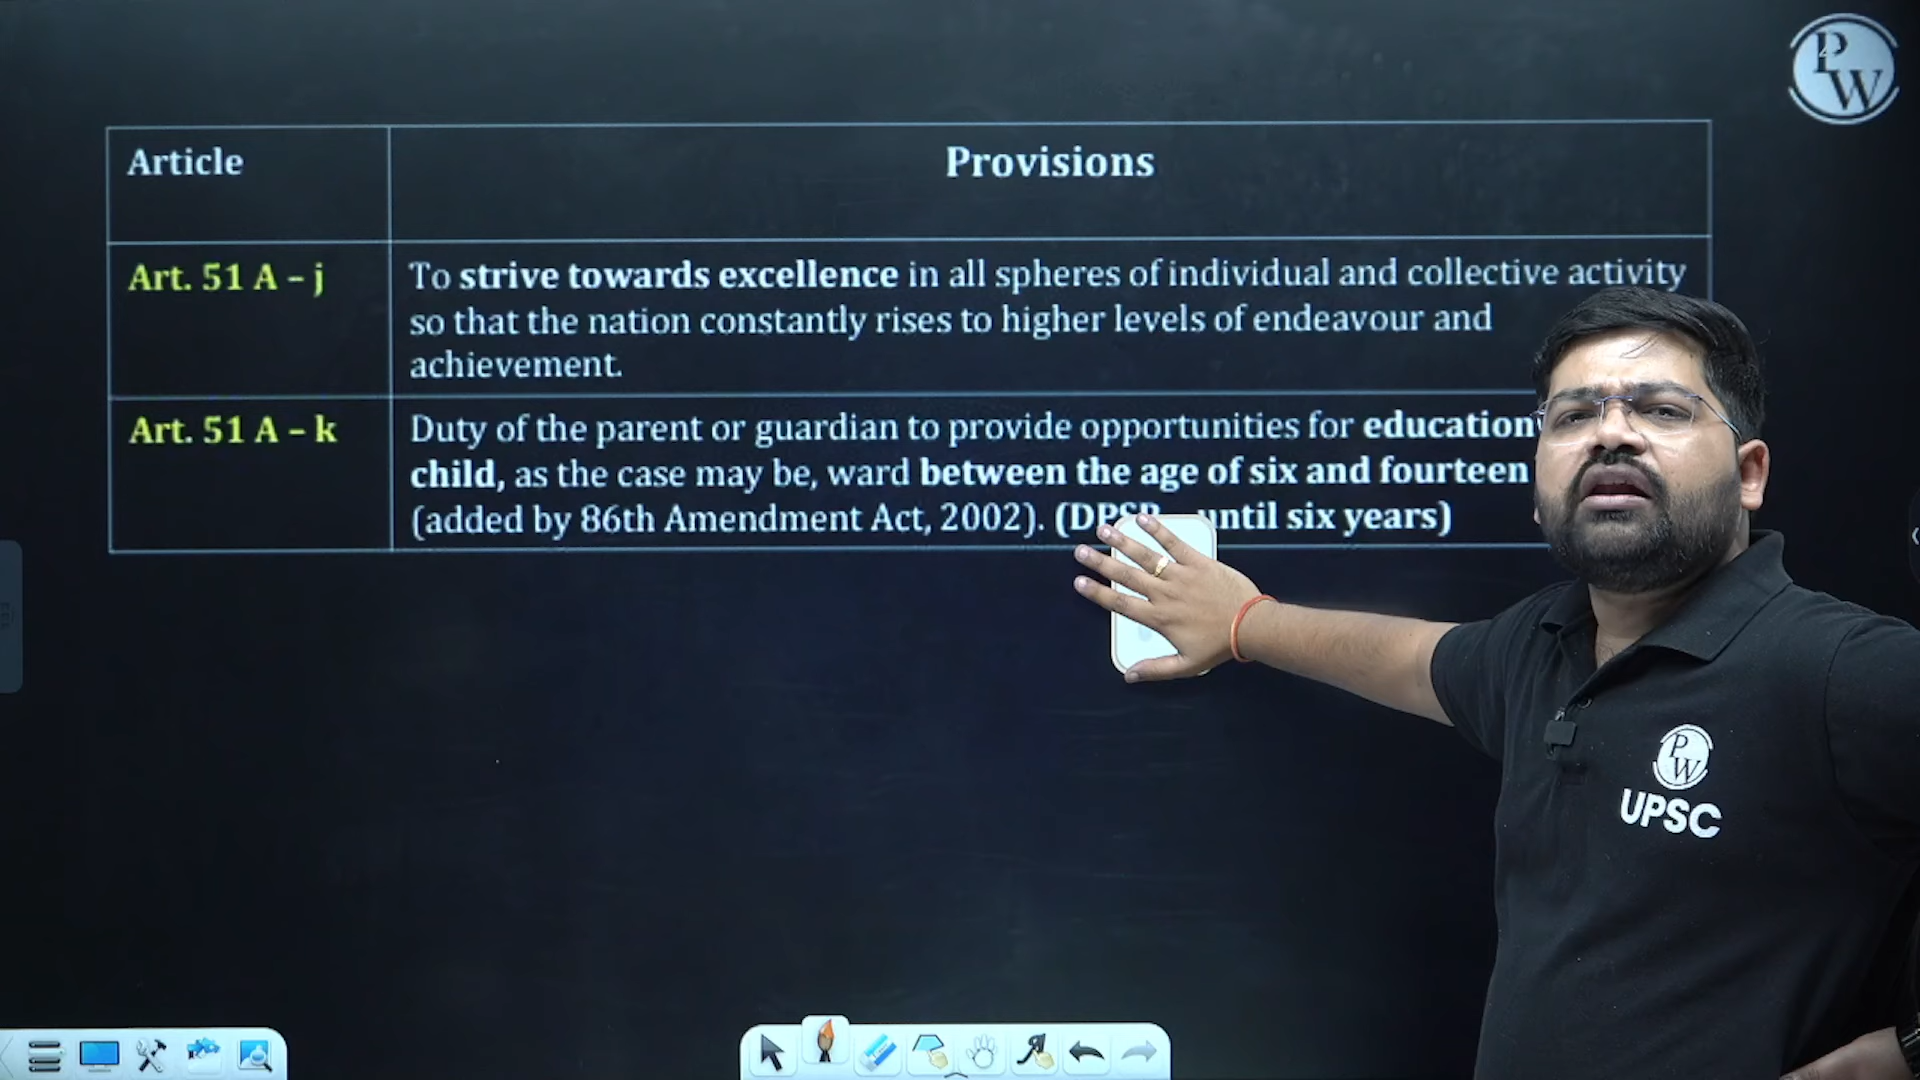 PW
Article
Provisions
Art. 51 A – j
To strive towards excellence in all spheres of individual and collective activity
so that the nation constantly rises to higher levels of endeavour and
achievement.
Art. 51 A – k
Duty of the parent or guardian to provide opportunities for education
child, as the case may be, ward between the age of six and fourteen
(added by 86th Amendment Act, 2002). (DPSP until six years)
PW
UPSC